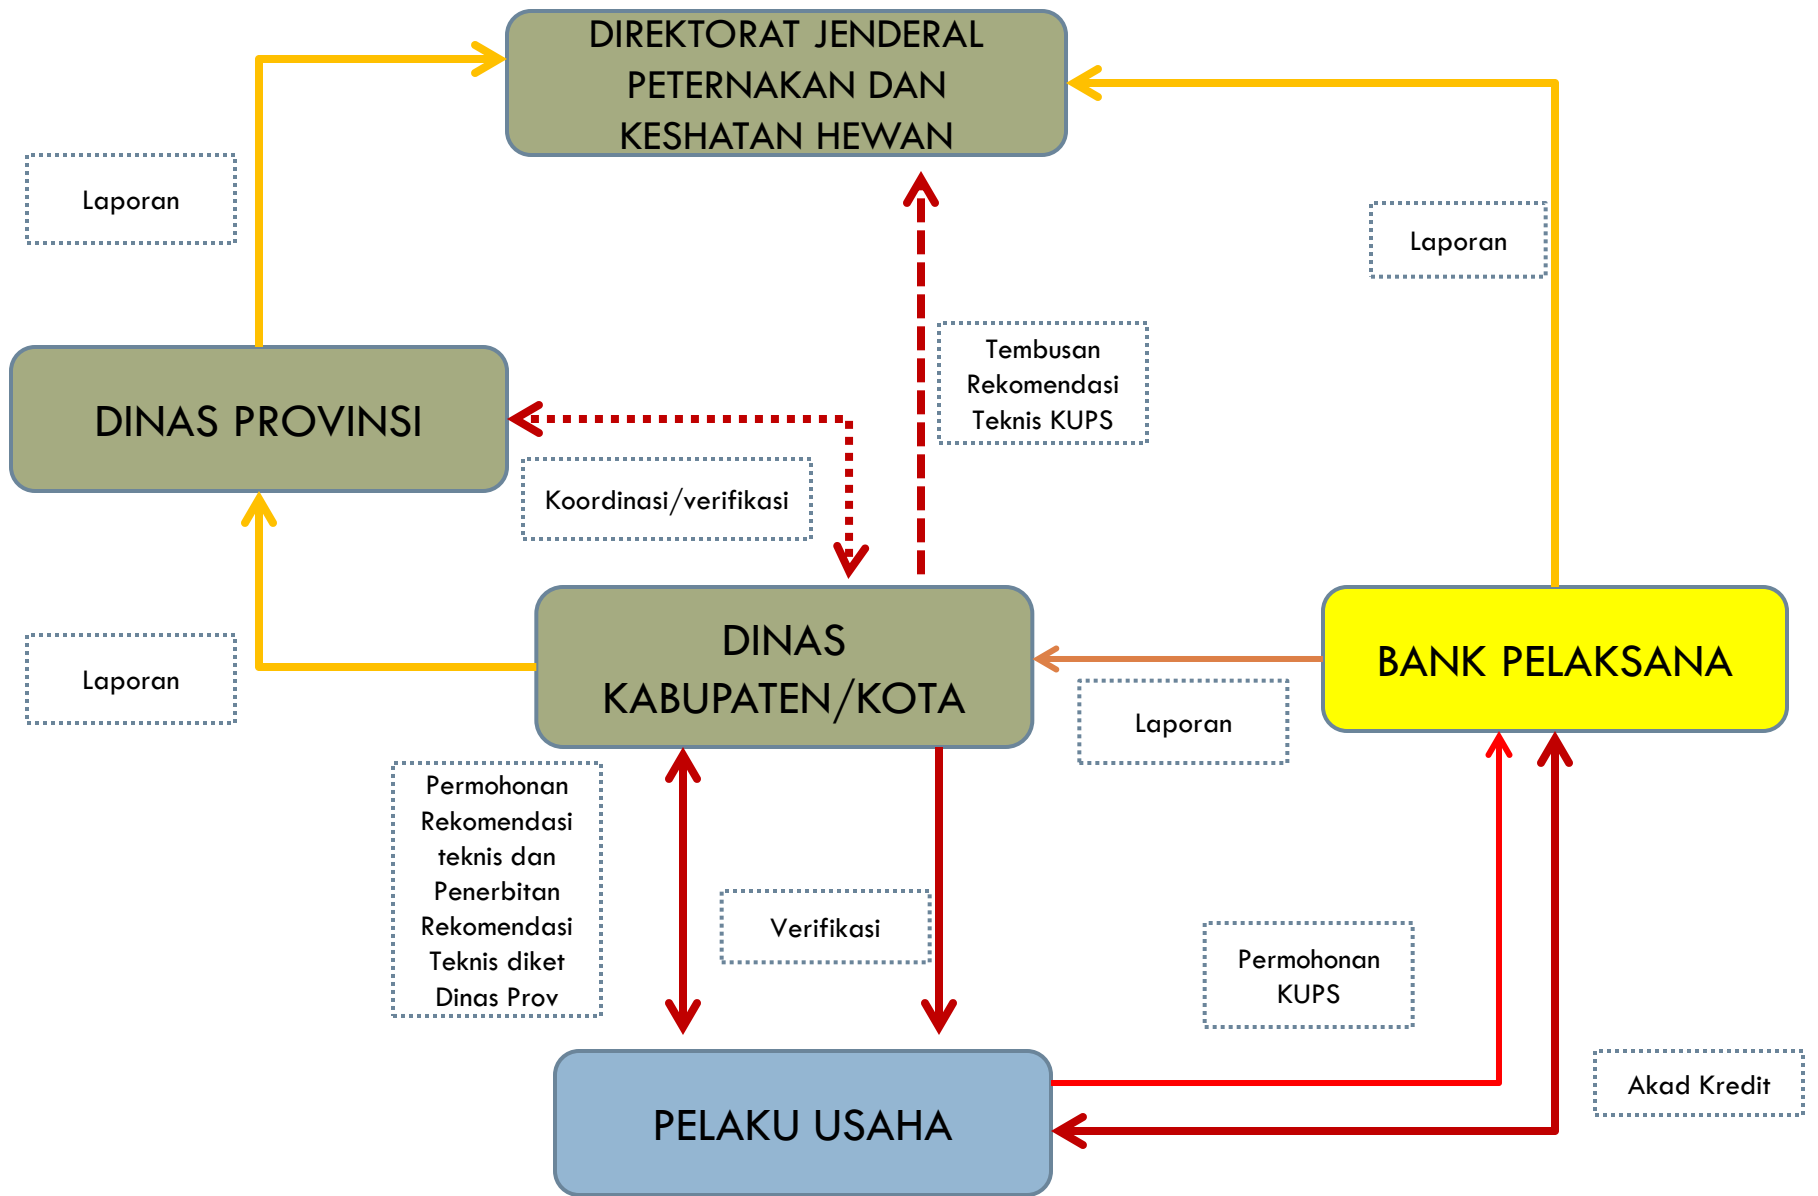 DIREKTORAT JENDERAL
PETERNAKAN DAN
KESHATAN HEWAN
Laporan
Laporan
Tembusan
Rekomendasi
Teknis KUPS
DINAS PROVINSI
Koordinasi/verifikasi
DINAS
KABUPATEN/KOTA
BANK PELAKSANA
Laporan
Laporan
Permohonan
Rekomendasi
teknis dan
Penerbitan
Rekomendasi
Teknis diket
Dinas Prov
Verifikasi
Permohonan
KUPS
Akad Kredit
PELAKU USAHA